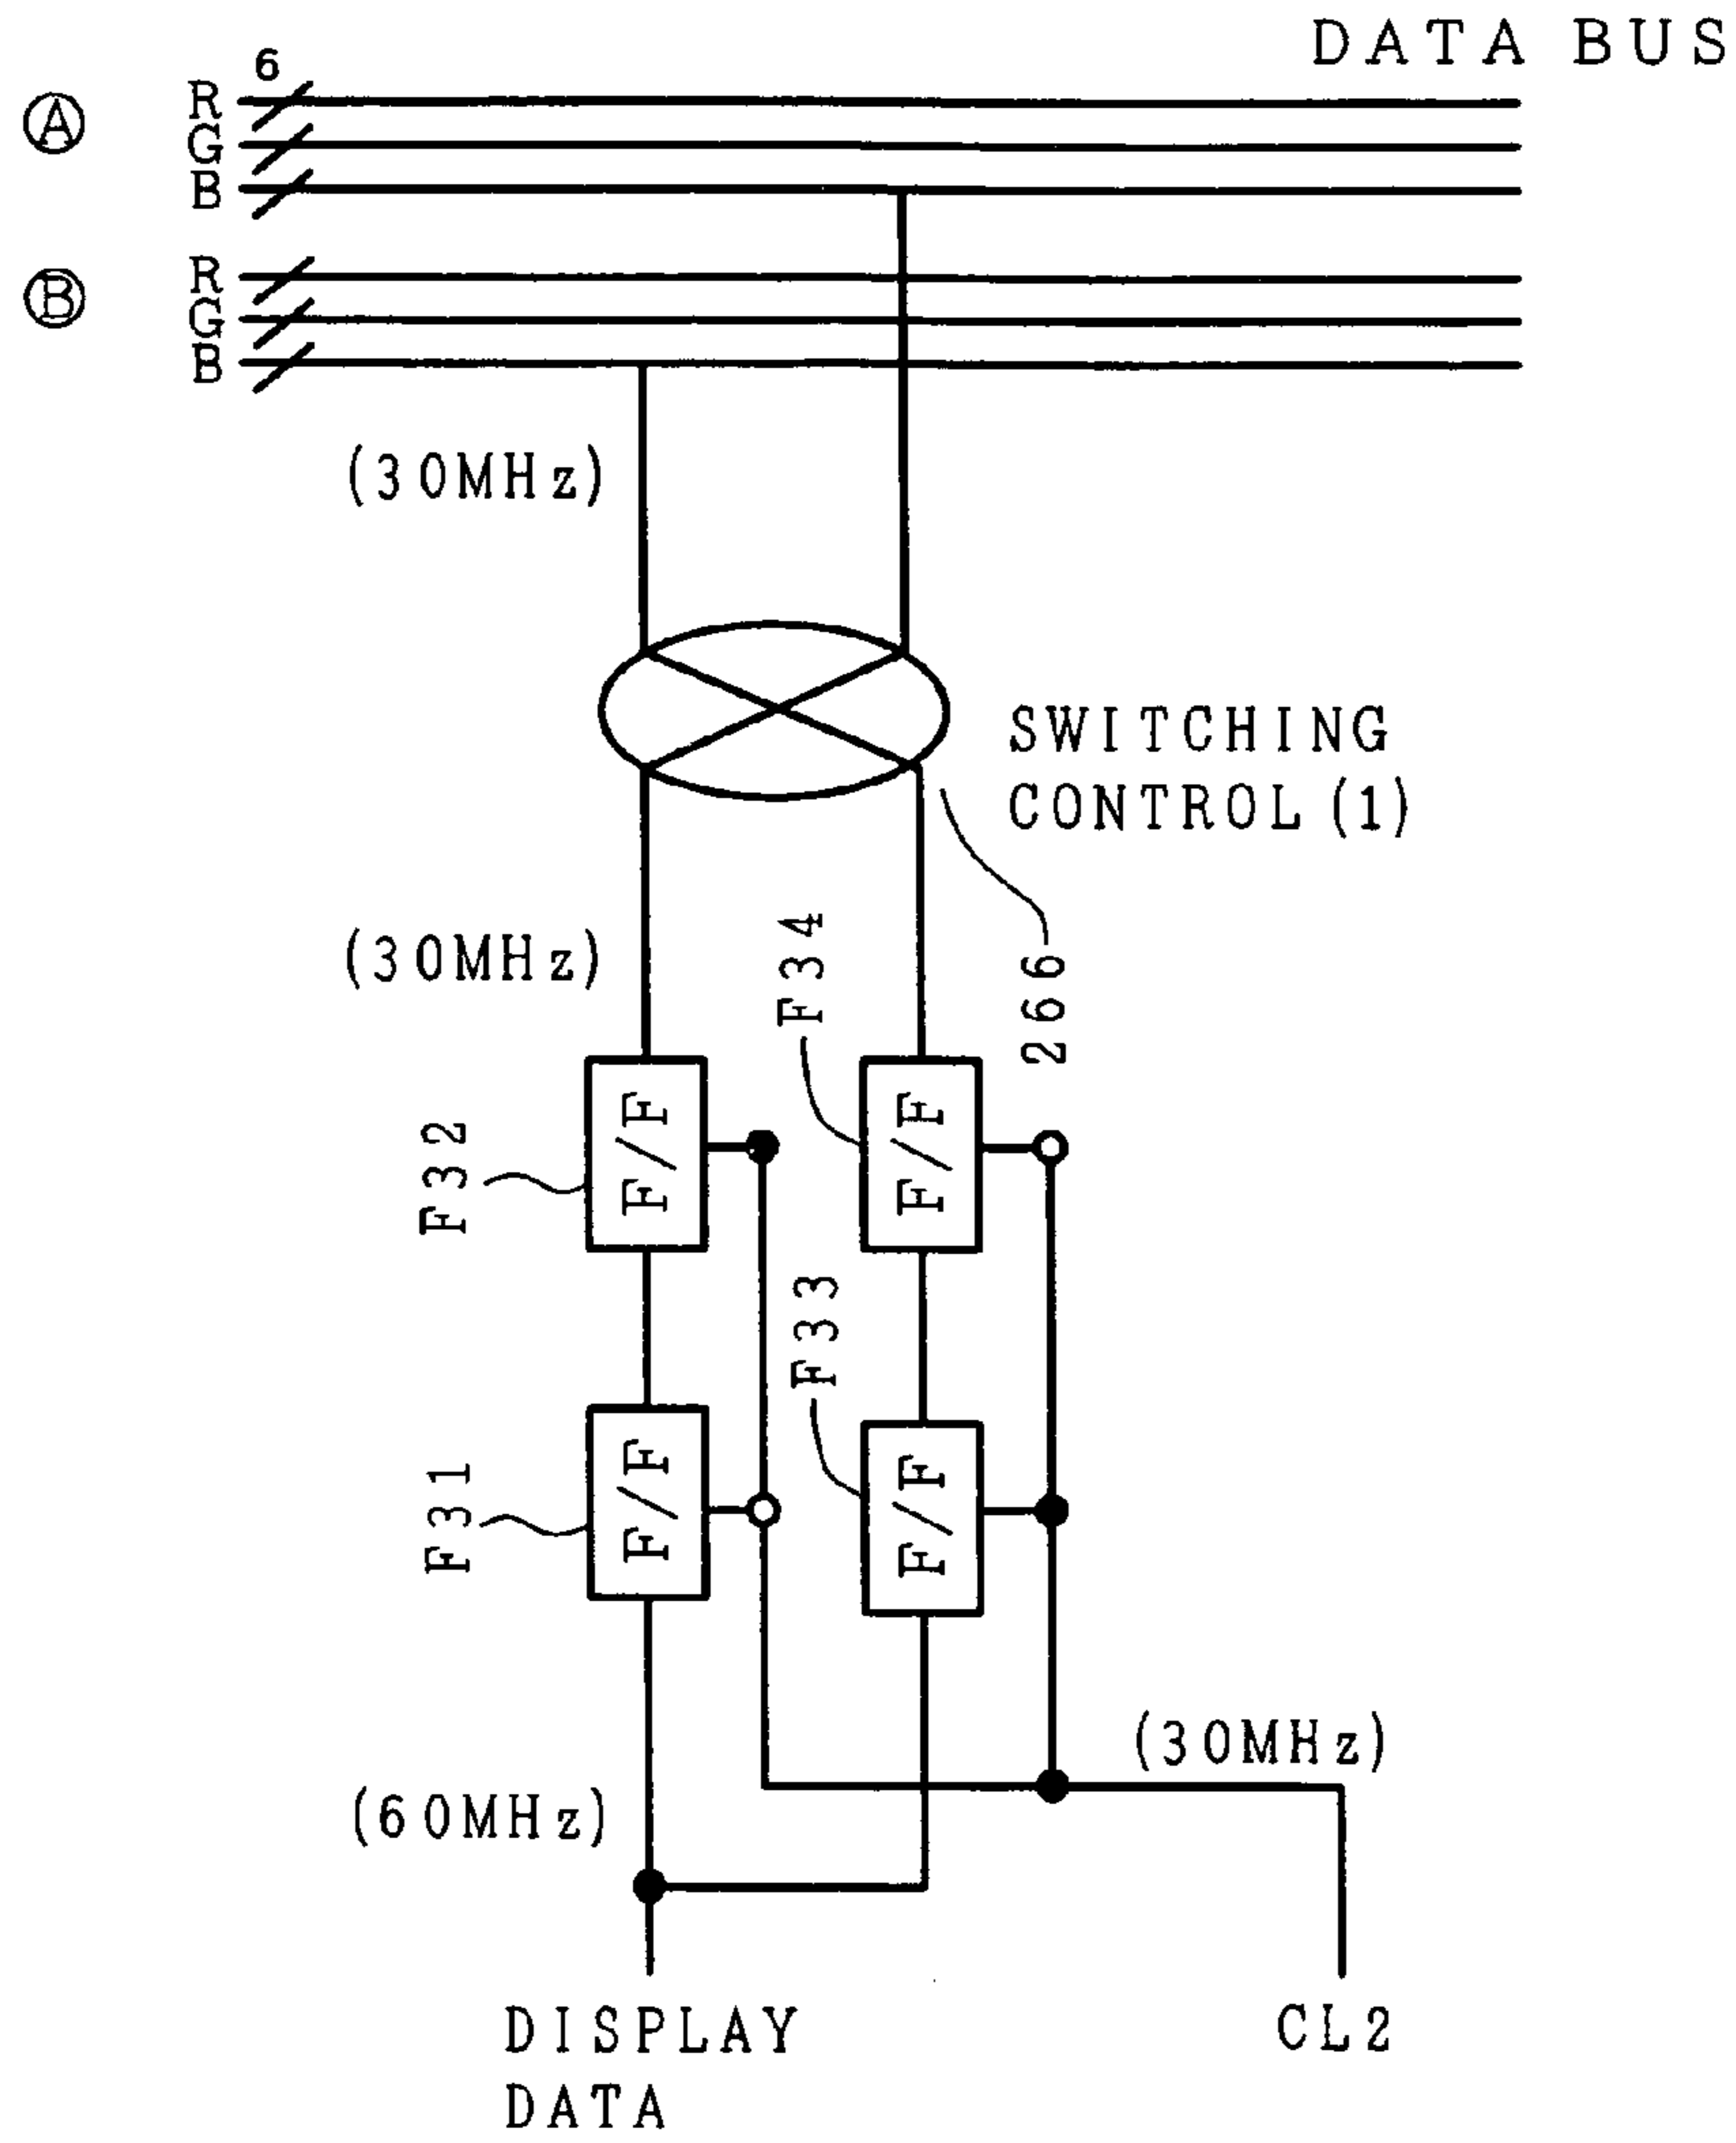 DATA BUS
6
Ⓐ
R
G
B
Ⓑ
R
G
B
(30MHz)
SWITCHING
CONTROL(1)
(30MHz)
F34
266
F/F
F/F
F32
F33
F/F
F/F
F31
(30MHz)
(60MHz)
DISPLAY
DATA
CL2